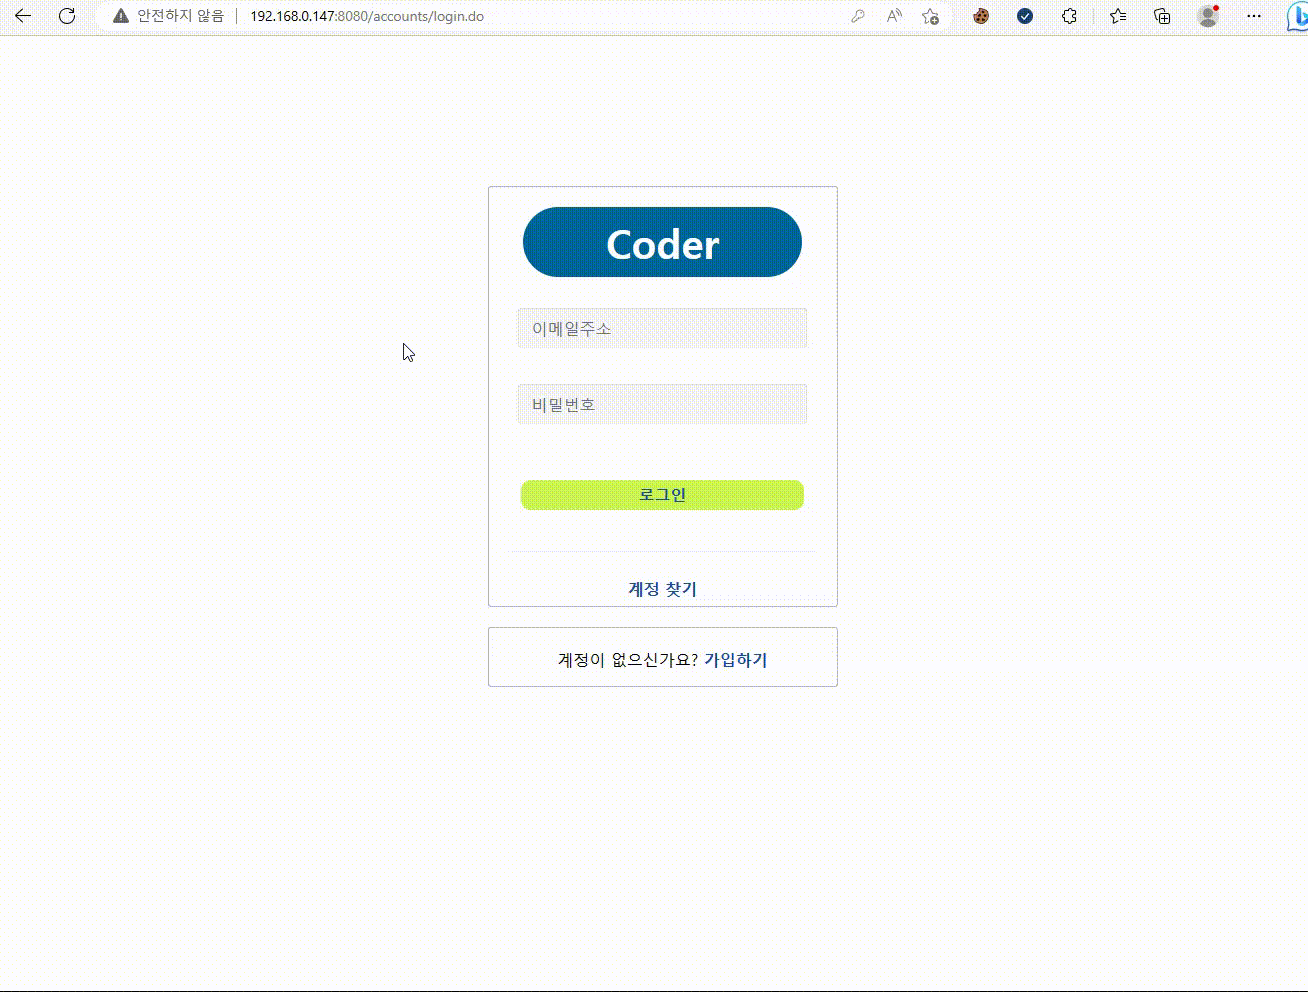 안전하지 않음 192.168.0.147:8080/accounts/login.do
Coder
이메일주소
비밀번호
로그인
계정 찾기
계정이 없으신가요? 가입하기